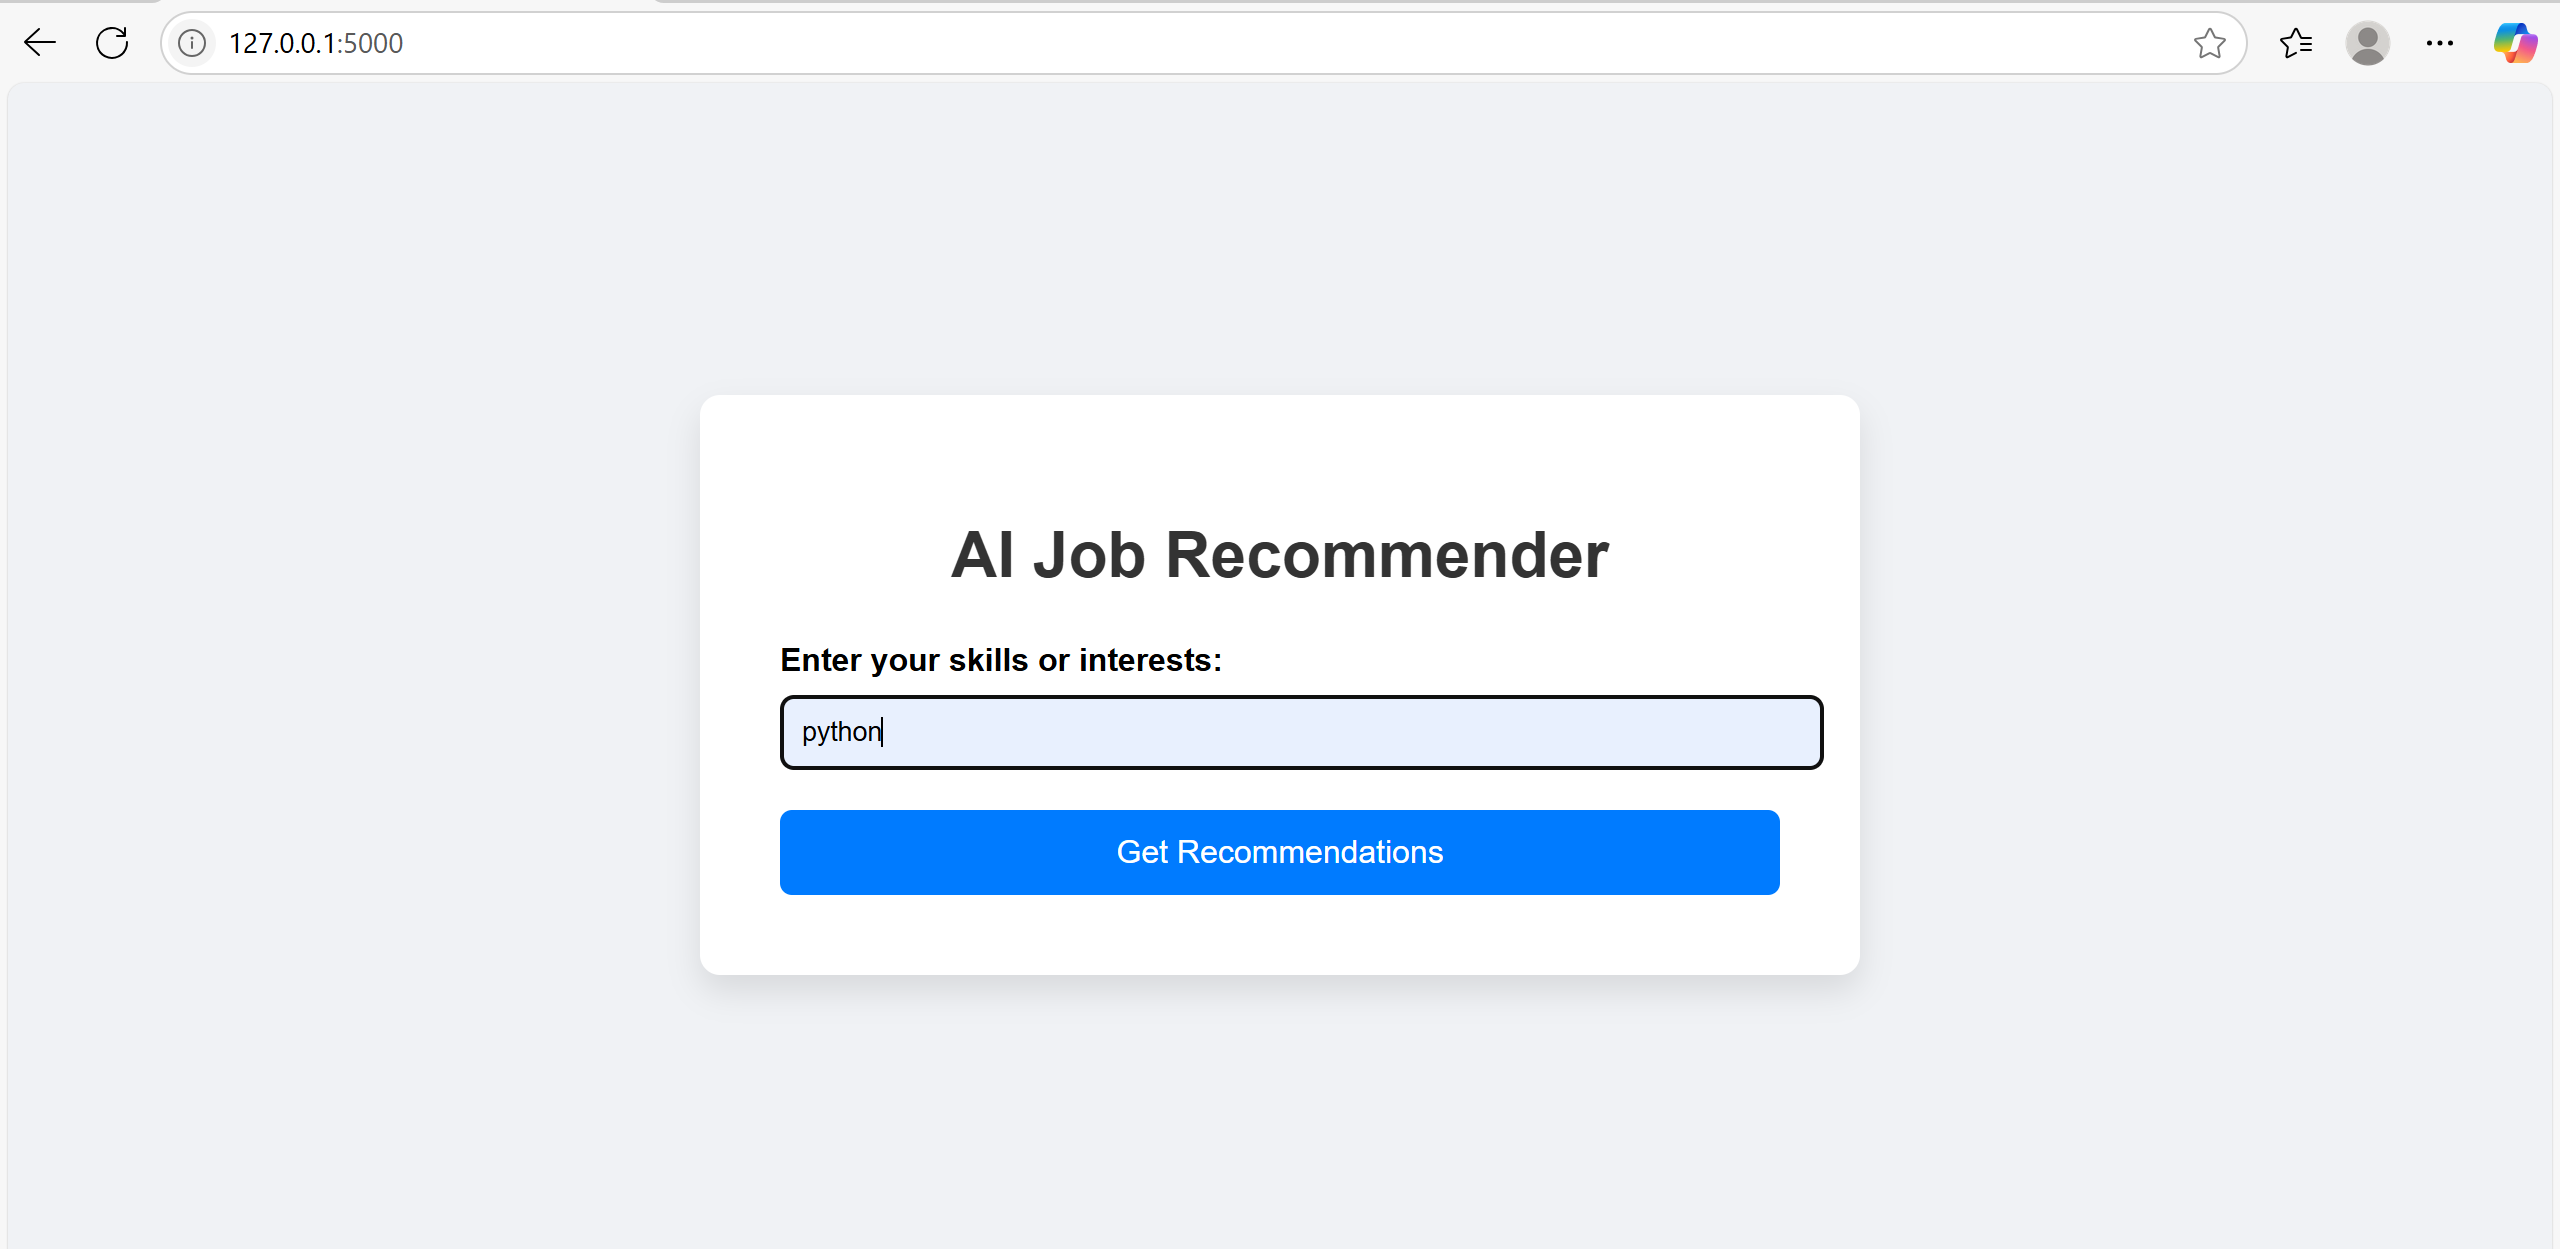 127.0.0.1:5000
AI Job Recommender
Enter your skills or interests:
python
Get Recommendations